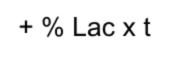 + % Lac x t